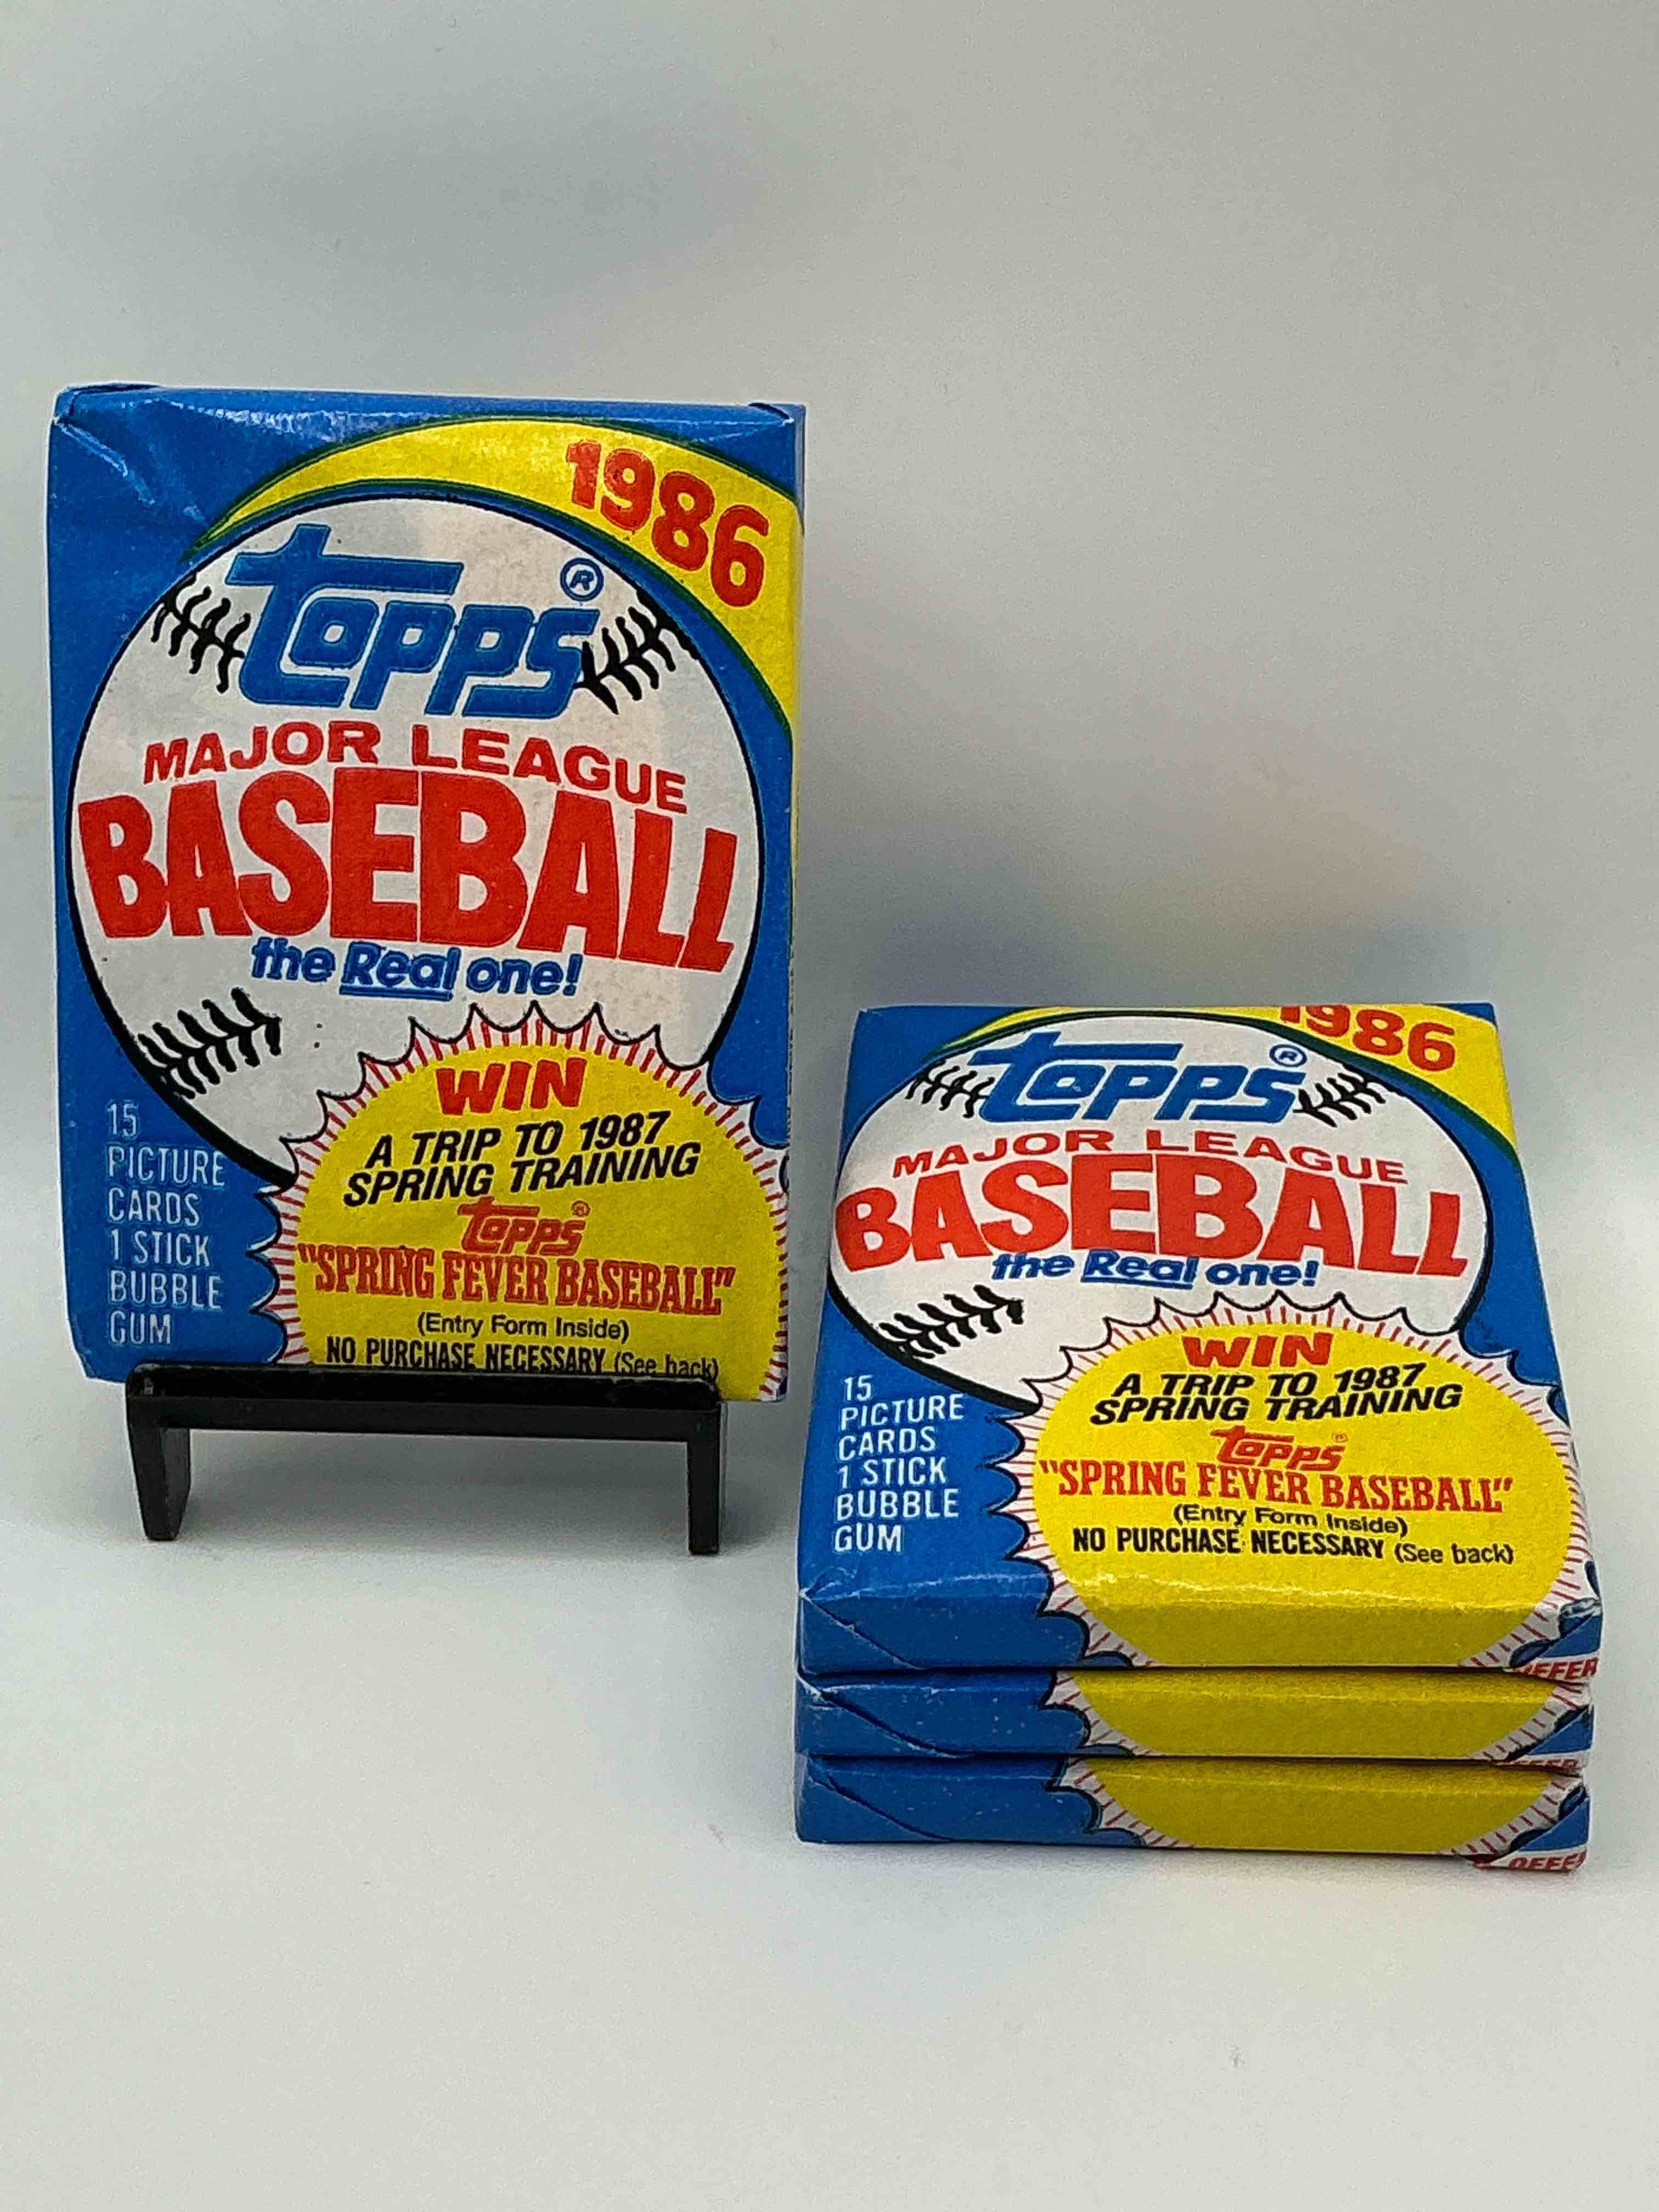 1986
Topps®
MAJOR LEAGUE
BASEBALL
the Real one!
15
PICTURE
CARDS
1 STICK
BUBBLE
GUM
WIN
A TRIP TO 1987
SPRING TRAINING
Topps®
"SPRING FEVER BASEBALL"
(Entry Form Inside)
NO PURCHASE NECESSARY (See back)
1986
Topps®
MAJOR LEAGUE
BASEBALL
the Real one!
15
PICTURE
CARDS
1 STICK
BUBBLE
GUM
WIN
A TRIP TO 1987
SPRING TRAINING
Topps®
"SPRING FEVER BASEBALL"
(Entry Form Inside)
NO PURCHASE NECESSARY (See back)